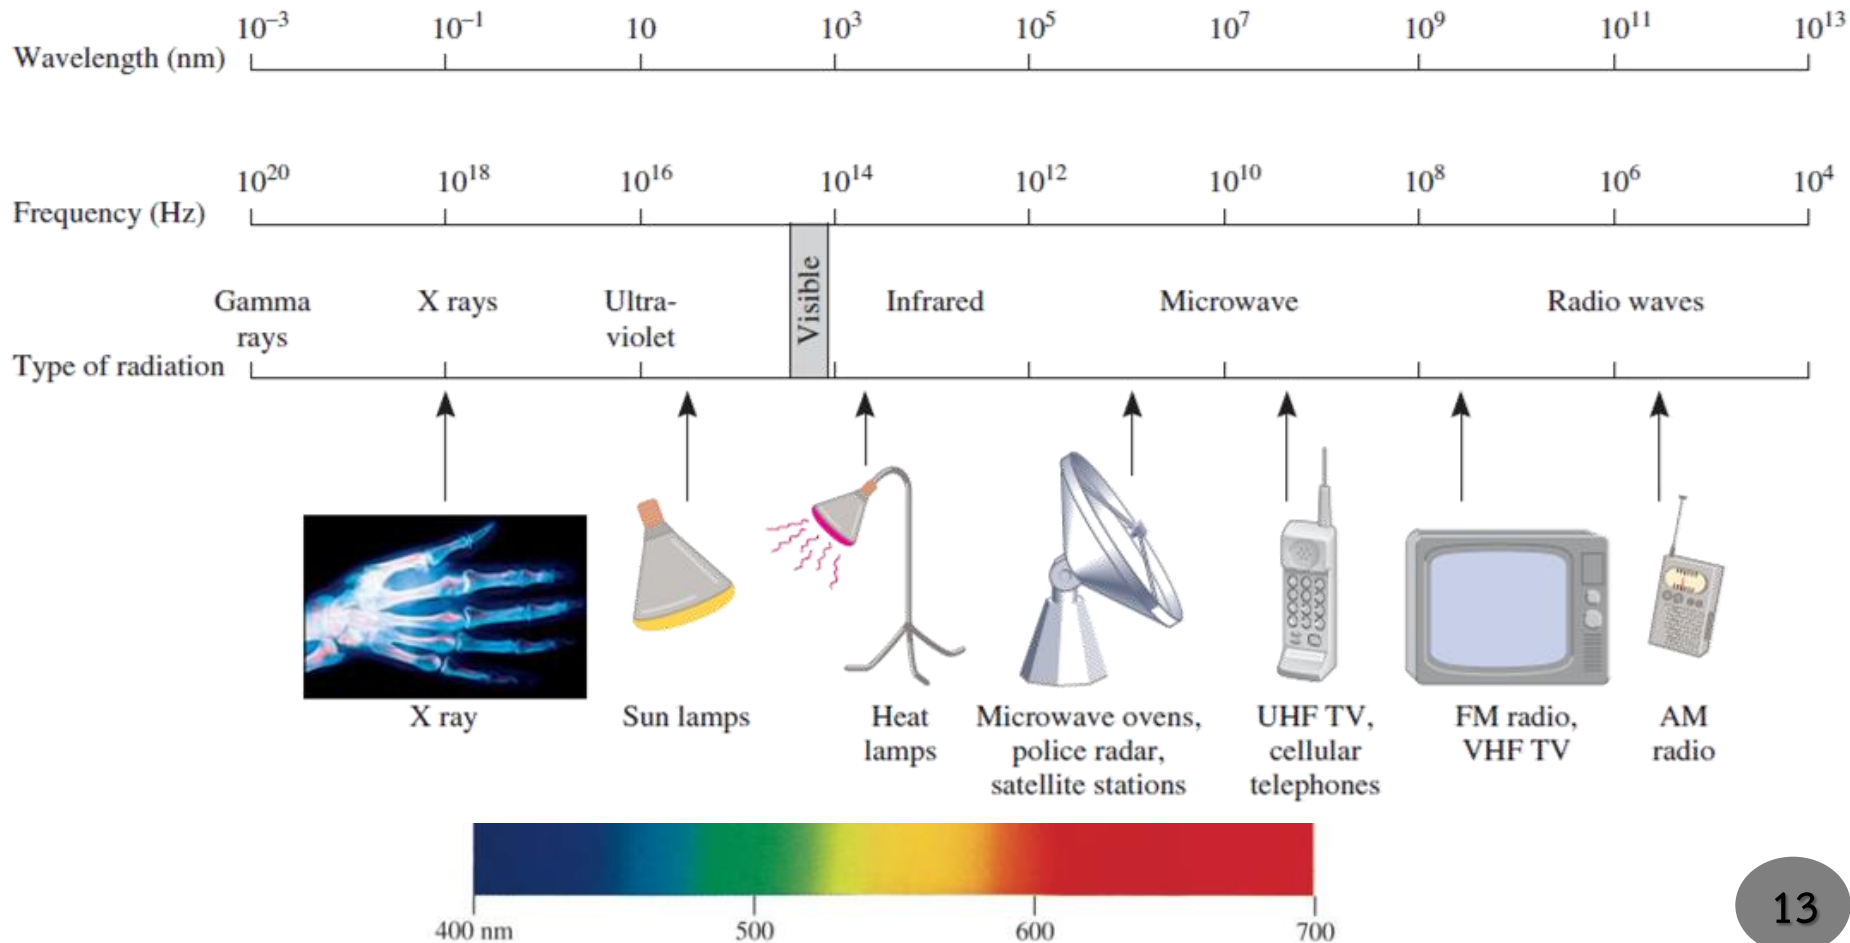 10⁻³ 10⁻¹ 10 10³ 10⁵ 10⁷ 10⁹ 10¹¹ 10¹³
Wavelength (nm)
10²⁰ 10¹⁸ 10¹⁶ 10¹⁴ 10¹² 10¹⁰ 10⁸ 10⁶ 10⁴
Frequency (Hz)
Gamma
rays
X rays
Ultra-
violet
Visible
Infrared
Microwave
Radio waves
Type of radiation
X ray
Sun lamps
Heat
lamps
Microwave ovens,
police radar,
satellite stations
UHF TV,
cellular
telephones
FM radio,
VHF TV
AM
radio
400 nm 500 600 700
13